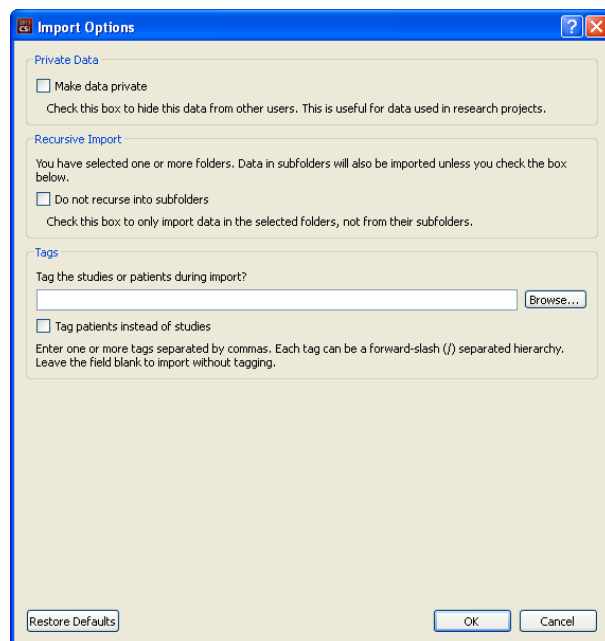 2013
CSI
Import Options
Private Data
Make data private
Check this box to hide this data from other users. This is useful for data used in research projects.
Recursive Import
You have selected one or more folders. Data in subfolders will also be imported unless you check the box
below.
Do not recurse into subfolders
Check this box to only import data in the selected folders, not from their subfolders.
Tags
Tag the studies or patients during import?
Browse...
Tag patients instead of studies
Enter one or more tags separated by commas. Each tag can be a forward-slash (/) separated hierarchy.
Leave the field blank to import without tagging.
Restore Defaults
OK
Cancel